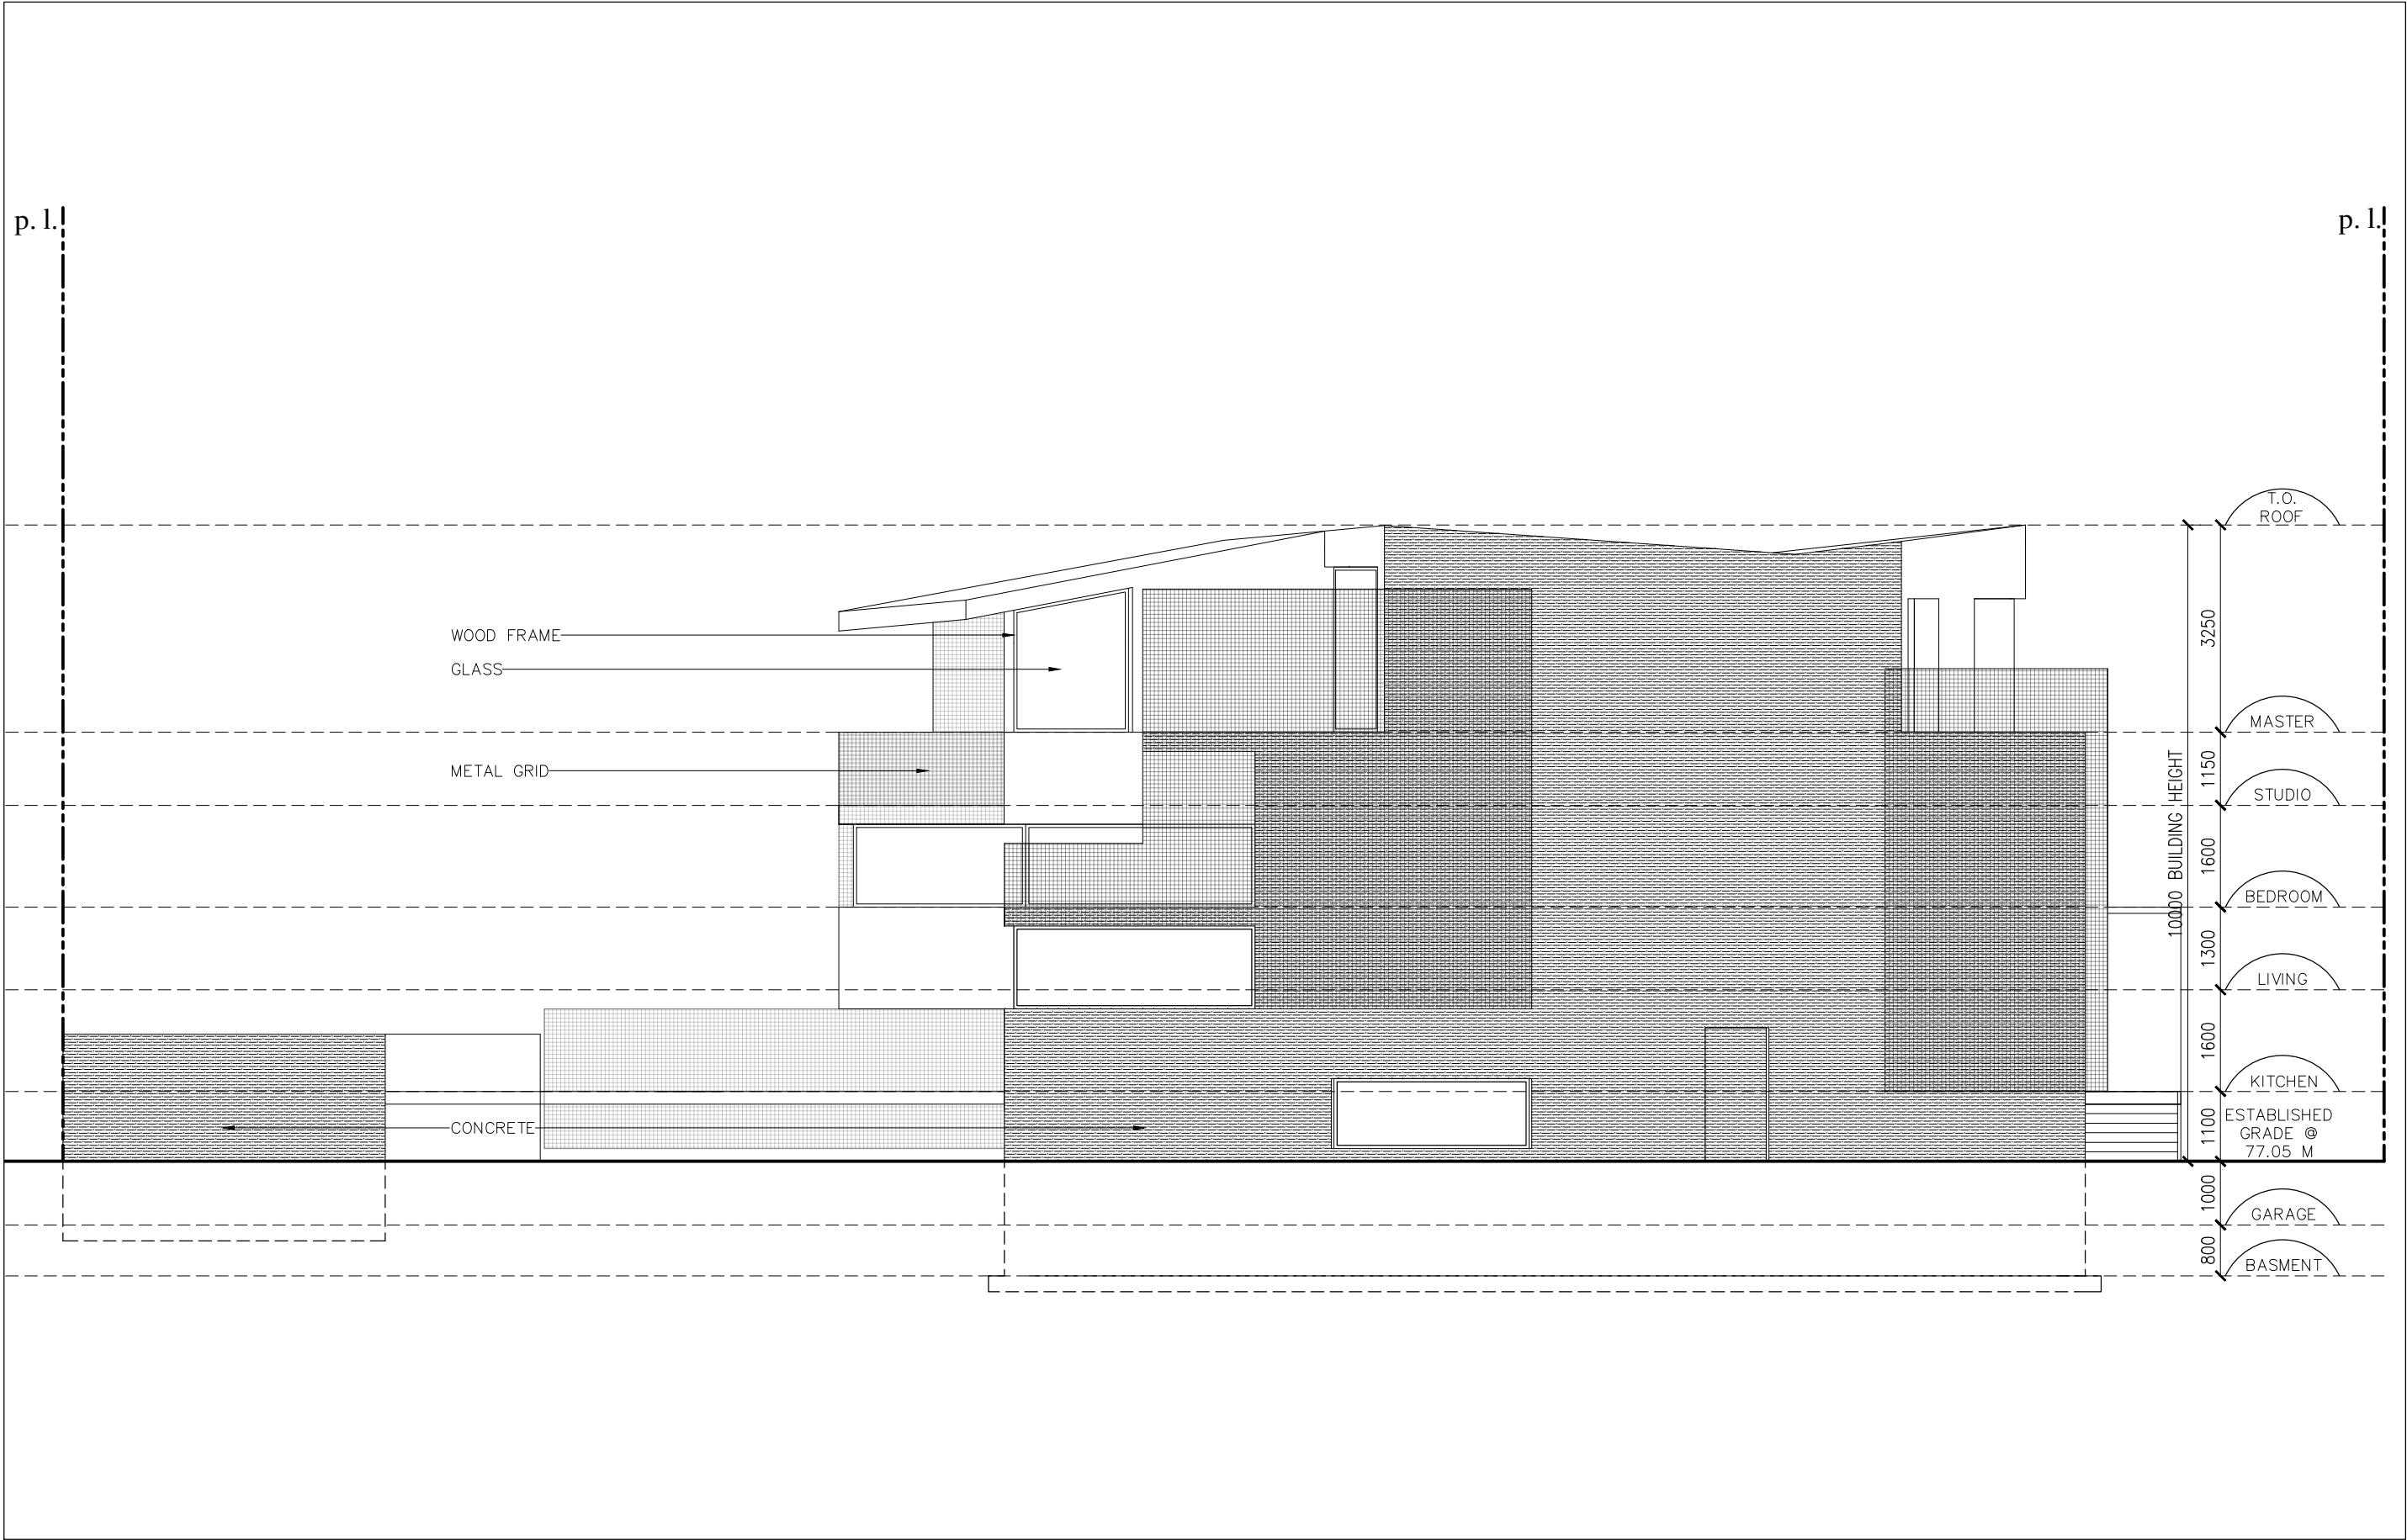 p. l.
p. l.
T.O.
ROOF
WOOD FRAME
3250
GLASS
MASTER
METAL GRID
1150
STUDIO
10000 BUILDING HEIGHT
1600
BEDROOM
1300
LIVING
1600
KITCHEN
CONCRETE
1100
ESTABLISHED
GRADE @
77.05 M
1000
GARAGE
800
BASMENT